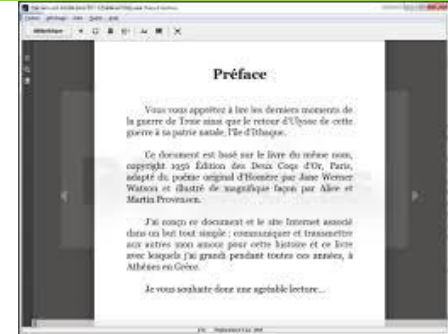 Préface
Vous vous apprêtez à lire les derniers moments de
la guerre de Troie ainsi que le retour d'Ulysse de cette
guerre à sa patrie natale, l'île d'Ithaque.
Ce document est basé sur le livre du même nom,
copyright 1956 Édition des Deux Coqs d'Or, Paris,
adapté du poème original d'Homère par Jane Werner
Watson et illustré de magnifique façon par Alice et
Martin Provensen.
J'ai conçu ce document et le site Internet associé
dans un but tout simple : communiquer et transmettre
aux autres mon amour pour cette histoire et ce livre
avec lesquels j'ai grandi pendant toutes ces années, à
Athènes en Grèce.
Je vous souhaite donc une agréable lecture...